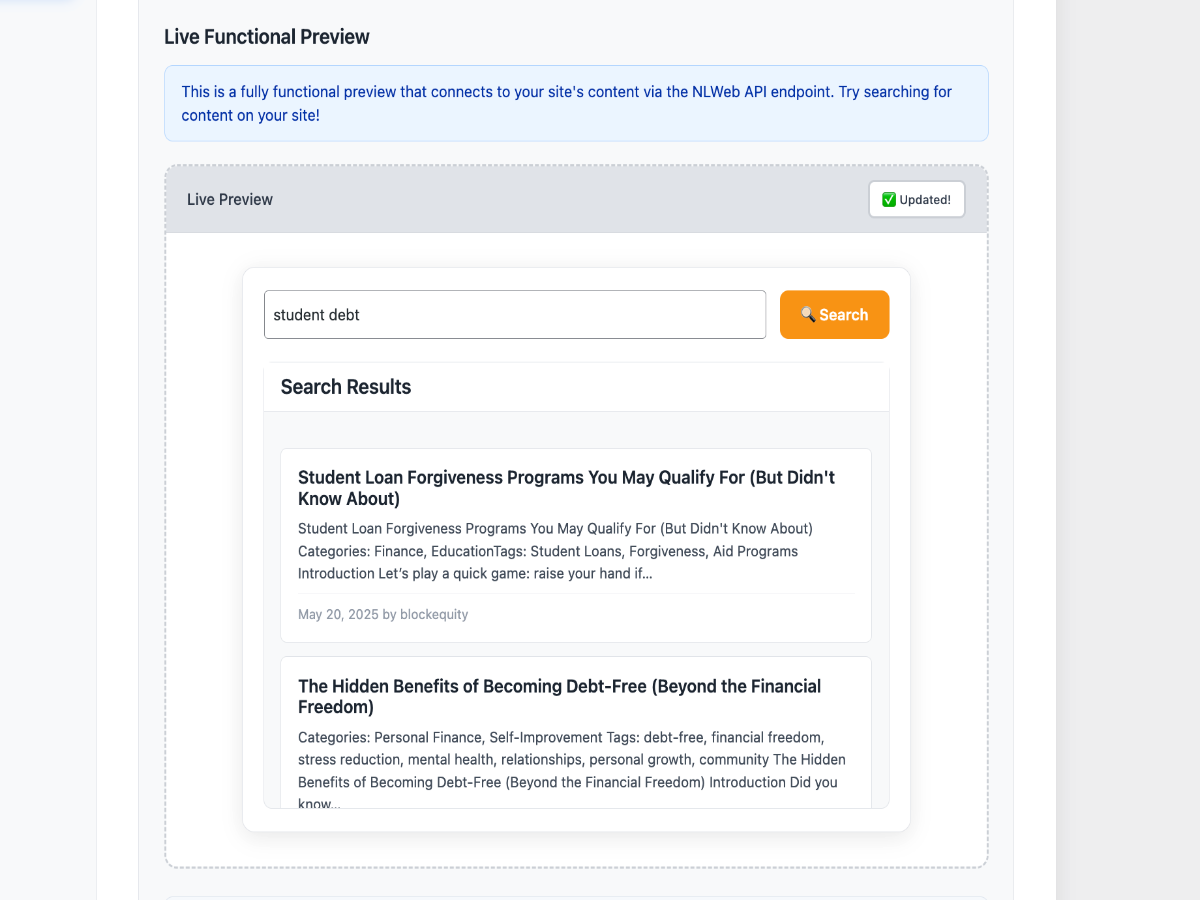 Live Functional Preview
This is a fully functional preview that connects to your site's content via the NLWeb API endpoint. Try searching for
content on your site!
Live Preview
✅ Updated!
student debt
🔍 Search
Search Results
Student Loan Forgiveness Programs You May Qualify For (But Didn't
Know About)
Student Loan Forgiveness Programs You May Qualify For (But Didn't Know About)
Categories: Finance, EducationTags: Student Loans, Forgiveness, Aid Programs
Introduction Let’s play a quick game: raise your hand if...
May 20, 2025 by blockequity
The Hidden Benefits of Becoming Debt-Free (Beyond the Financial
Freedom)
Categories: Personal Finance, Self-Improvement Tags: debt-free, financial freedom,
stress reduction, mental health, relationships, personal growth, community The Hidden
Benefits of Becoming Debt-Free (Beyond the Financial Freedom) Introduction Did you
know...